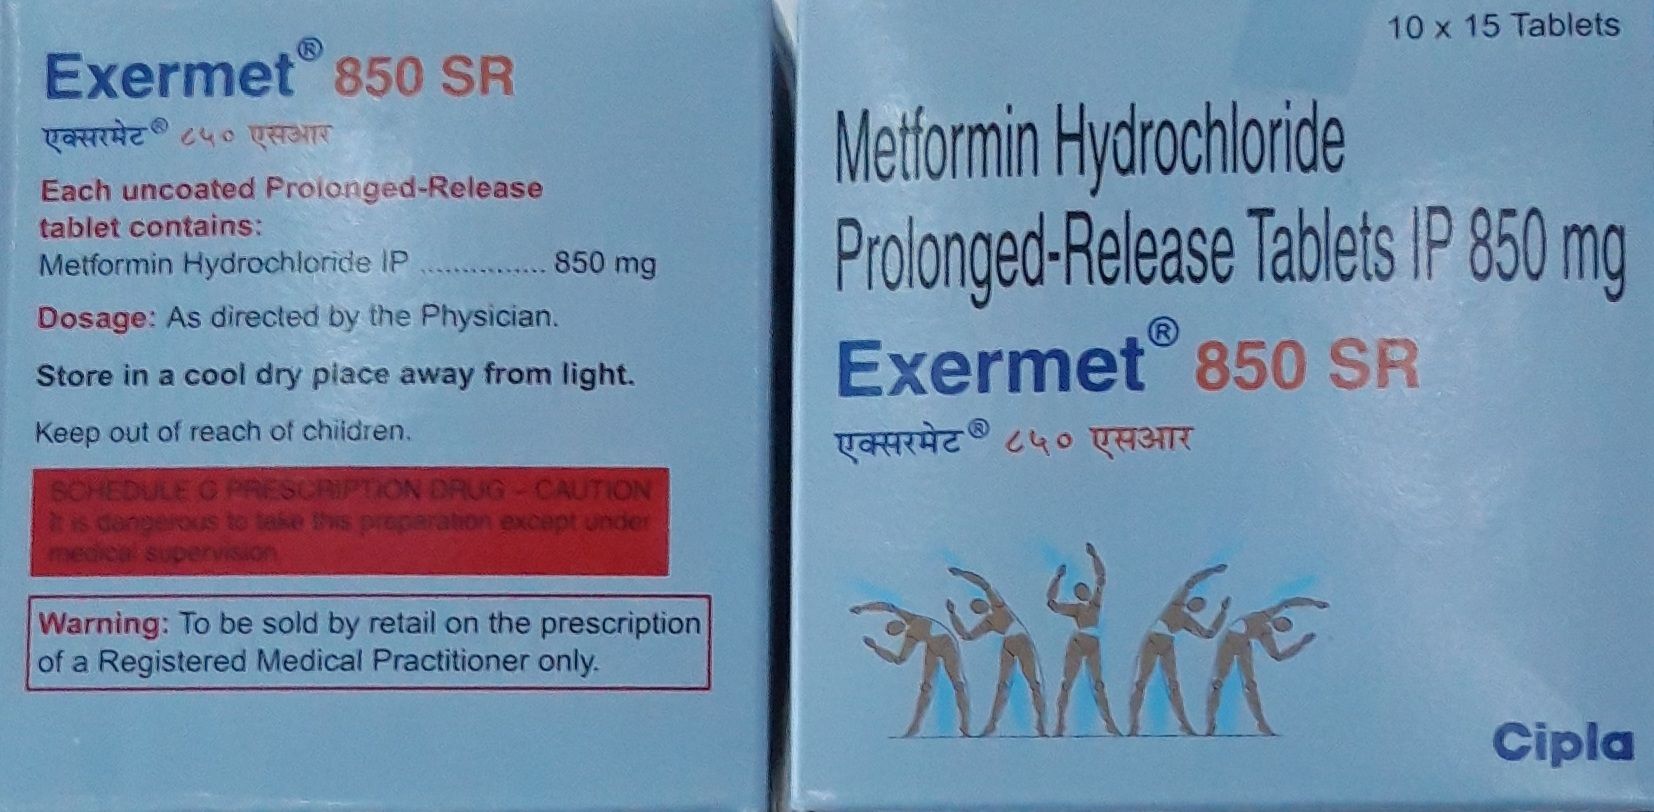 Exermet® 850 SR
एक्सरमेट® ८५० एसआर
Each uncoated Prolonged-Release
tablet contains:
Metformin Hydrochloride IP ............... 850 mg
Dosage: As directed by the Physician.
Store in a cool dry place away from light.
Keep out of reach of children.
SCHEDULE G PRESCRIPTION DRUG – CAUTION
It is dangerous to take this preparation except under
medical supervision
Warning: To be sold by retail on the prescription
of a Registered Medical Practitioner only.
10 x 15 Tablets
Metformin Hydrochloride
Prolonged-Release Tablets IP 850 mg
Exermet® 850 SR
एक्सरमेट® ८५० एसआर
Cipla